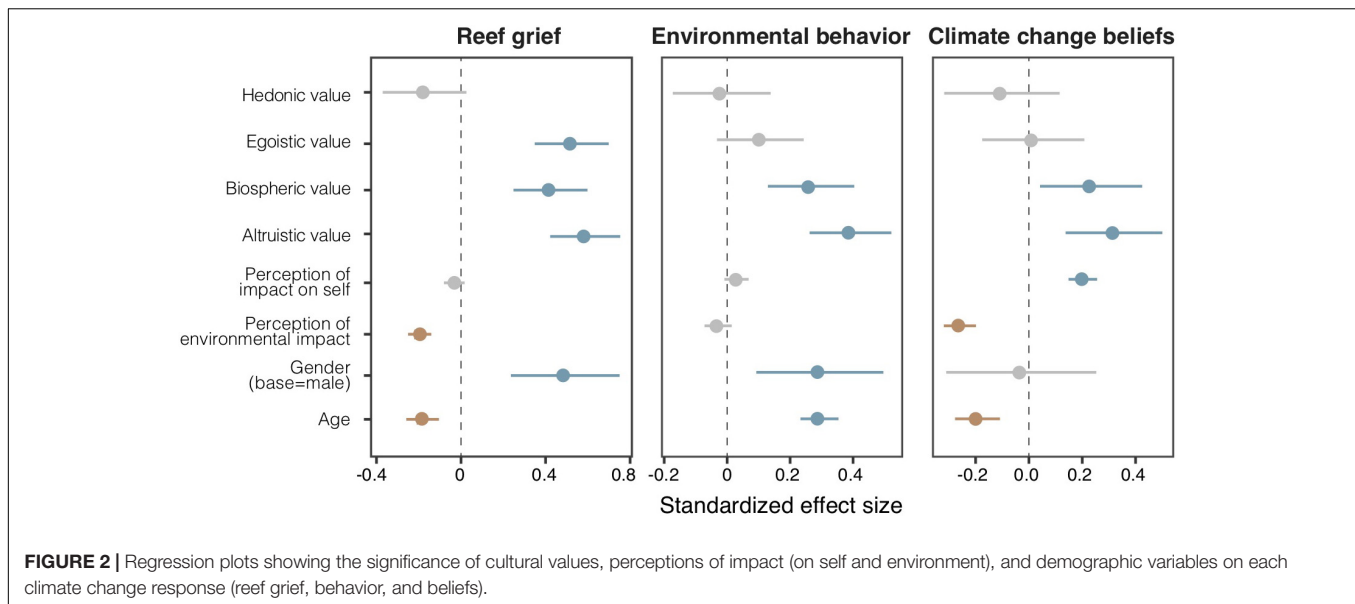 Reef grief
Environmental behavior
Climate change beliefs
Hedonic value
Egoistic value
Biospheric value
Altruistic value
Perception of
impact on self
Perception of
environmental impact
Gender
(base=male)
Age
-0.4 0 0.4 0.8
-0.2 0 0.2 0.4
-0.2 0.0 0.2 0.4
Standardized effect size
FIGURE 2 | Regression plots showing the significance of cultural values, perceptions of impact (on self and environment), and demographic variables on each
climate change response (reef grief, behavior, and beliefs).